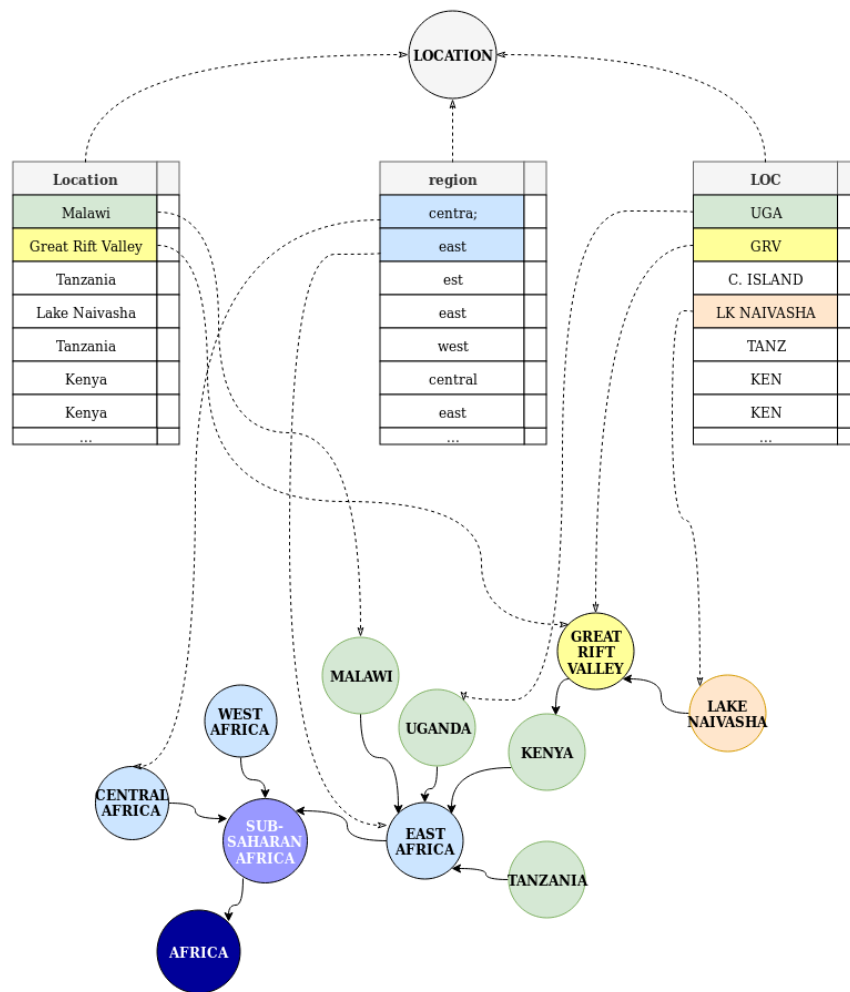 LOCATION
Location
Malawi
Great Rift Valley
Tanzania
Lake Naivasha
Tanzania
Kenya
Kenya
...
region
centra;
east
est
east
west
central
east
...
LOC
UGA
GRV
C. ISLAND
LK NAIVASHA
TANZ
KEN
KEN
...
GREAT
RIFT
VALLEY
MALAWI
LAKE
NAIVASHA
WEST
AFRICA
UGANDA
KENYA
CENTRAL
AFRICA
SUB-
SAHARAN
AFRICA
EAST
AFRICA
TANZANIA
AFRICA